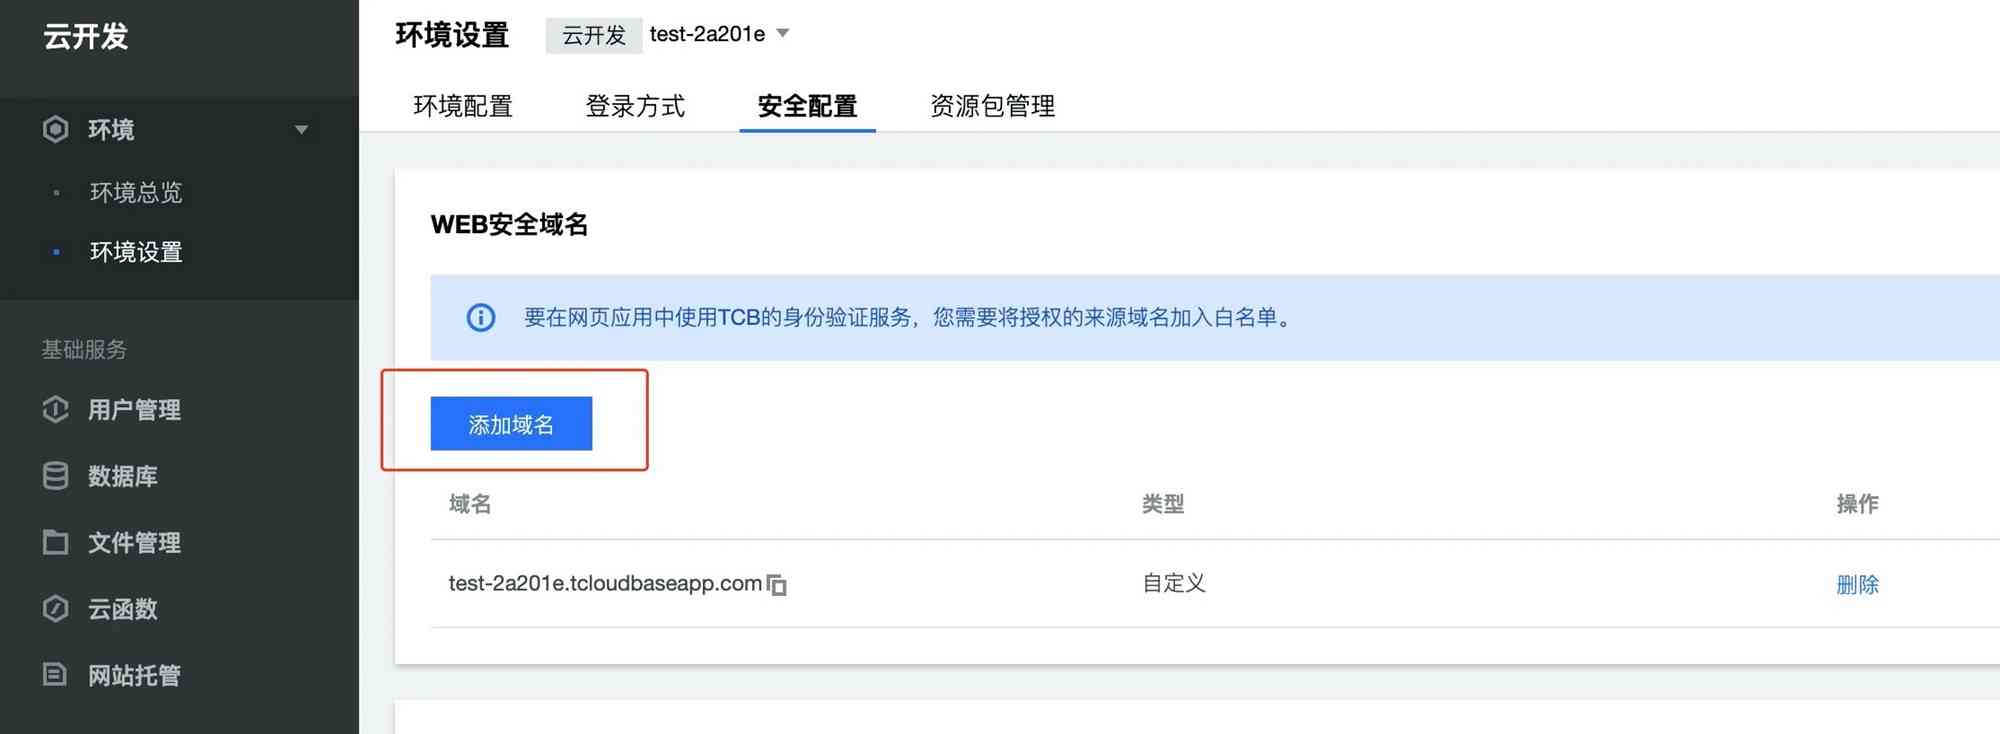 云开发
环境
环境总览
环境设置
基础服务
用户管理
数据库
文件管理
云函数
网站托管
环境设置 云开发 test-2a201e
环境配置 登录方式 安全配置 资源包管理
WEB安全域名
要在网页应用中使用TCB的身份验证服务，您需要将授权的来源域名加入白名单。
添加域名
域名 类型 操作
test-2a201e.tcloudbaseapp.com 自定义 删除